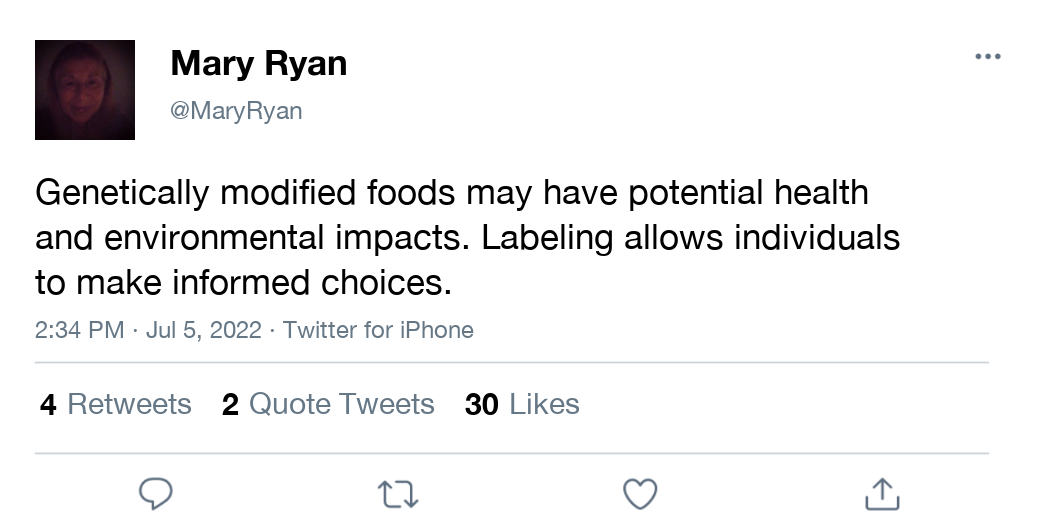 Mary Ryan
@MaryRyan
Genetically modified foods may have potential health
and environmental impacts. Labeling allows individuals
to make informed choices.
2:34 PM · Jul 5, 2022 · Twitter for iPhone
4 Retweets 2 Quote Tweets 30 Likes